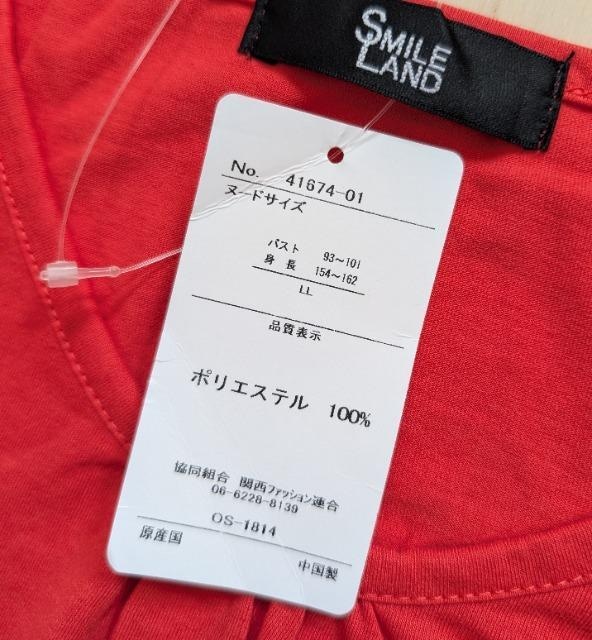 SMILE
LAND
No. 41674-01
ヌードサイズ
バスト 93～101
身長 154～162
LL
品質表示
ポリエステル 100%
協同組合 関西ファッション連合
06-6228-8139
OS-1814
原産国
中国製